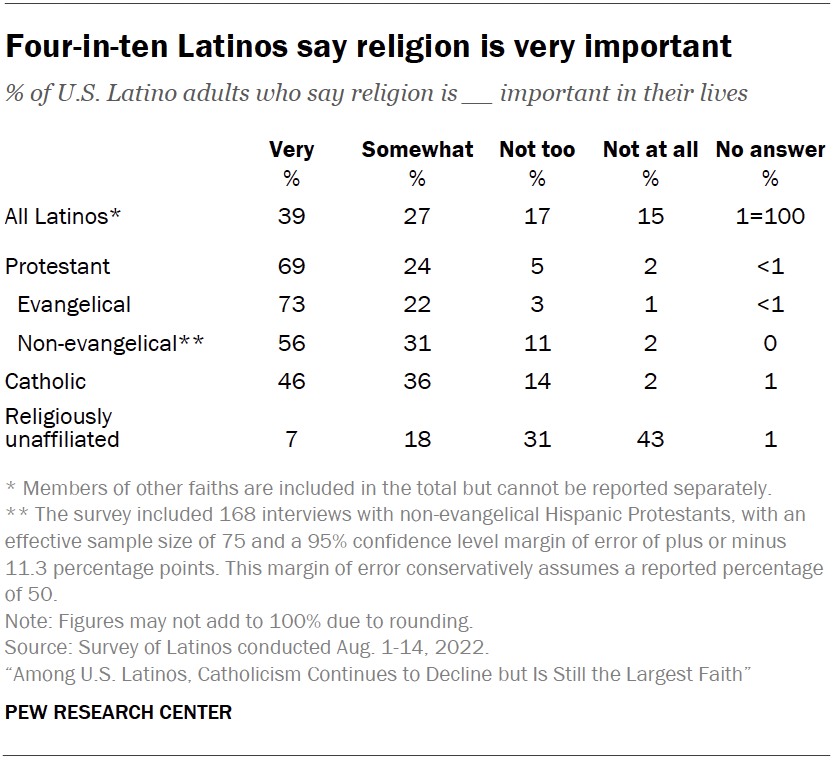 Four-in-ten Latinos say religion is very important
% of U.S. Latino adults who say religion is __ important in their lives
Very Somewhat Not too Not at all No answer
% % % % %
All Latinos* 39 27 17 15 1=100
Protestant 69 24 5 2 <1
Evangelical 73 22 3 1 <1
Non-evangelical** 56 31 11 2 0
Catholic 46 36 14 2 1
Religiously
unaffiliated 7 18 31 43 1
* Members of other faiths are included in the total but cannot be reported separately.
** The survey included 168 interviews with non-evangelical Hispanic Protestants, with an
effective sample size of 75 and a 95% confidence level margin of error of plus or minus
11.3 percentage points. This margin of error conservatively assumes a reported percentage
of 50.
Note: Figures may not add to 100% due to rounding.
Source: Survey of Latinos conducted Aug. 1-14, 2022.
“Among U.S. Latinos, Catholicism Continues to Decline but Is Still the Largest Faith”
PEW RESEARCH CENTER